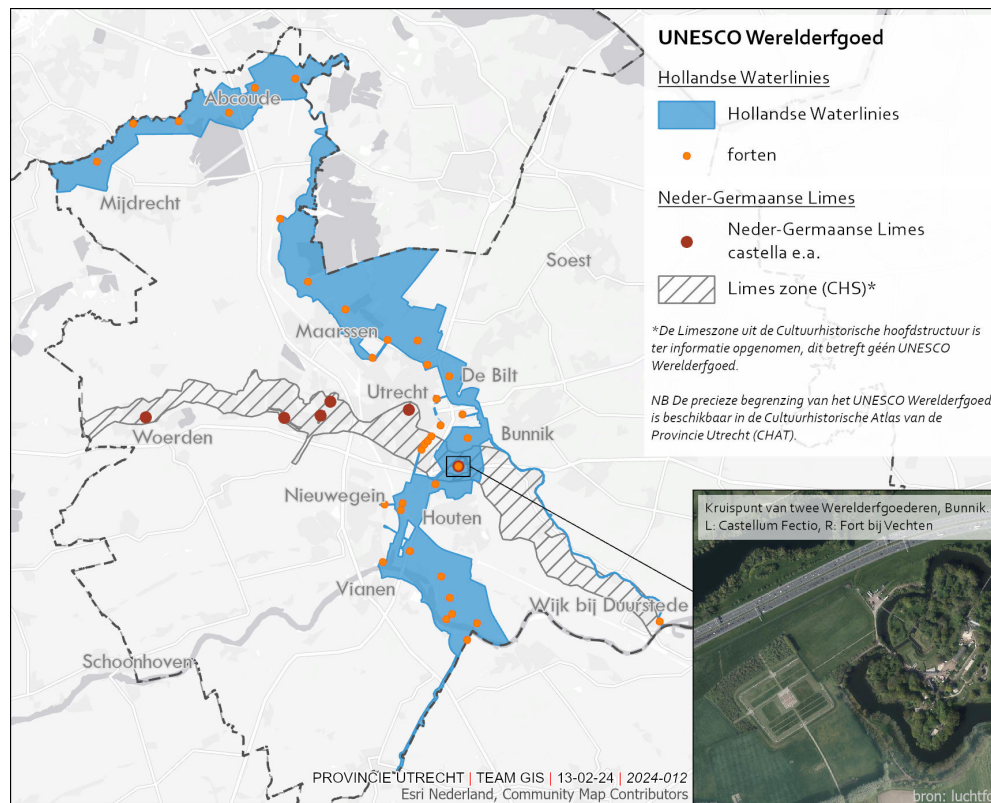 UNESCO Werelderfgoed
Hollandse Waterlinies
Hollandse Waterlinies
forten
Neder-Germaanse Limes
Neder-Germaanse Limes
castella e.a.
Limes zone (CHS)*
*De Limeszone uit de Cultuurhistorische hoofdstructuur is
ter informatie opgenomen, dit betreft géén UNESCO
Werelderfgoed.
NB De precieze begrenzing van het UNESCO Werelderfgoed
is beschikbaar in de Cultuurhistorische Atlas van de
Provincie Utrecht (CHAT).
Abcoude
Mijdrecht
Soest
Maarssen
De Bilt
Utrecht
Woerden
Bunnik
Nieuwegein
Houten
Vianen
Wijk bij Duurstede
Schoonhoven
Kruispunt van twee Werelderfgoederen, Bunnik.
L: Castellum Fectio, R: Fort bij Vechten
PROVINCIE UTRECHT | TEAM GIS | 13-02-24 | 2024-012
Esri Nederland, Community Map Contributors
bron: luchtfo